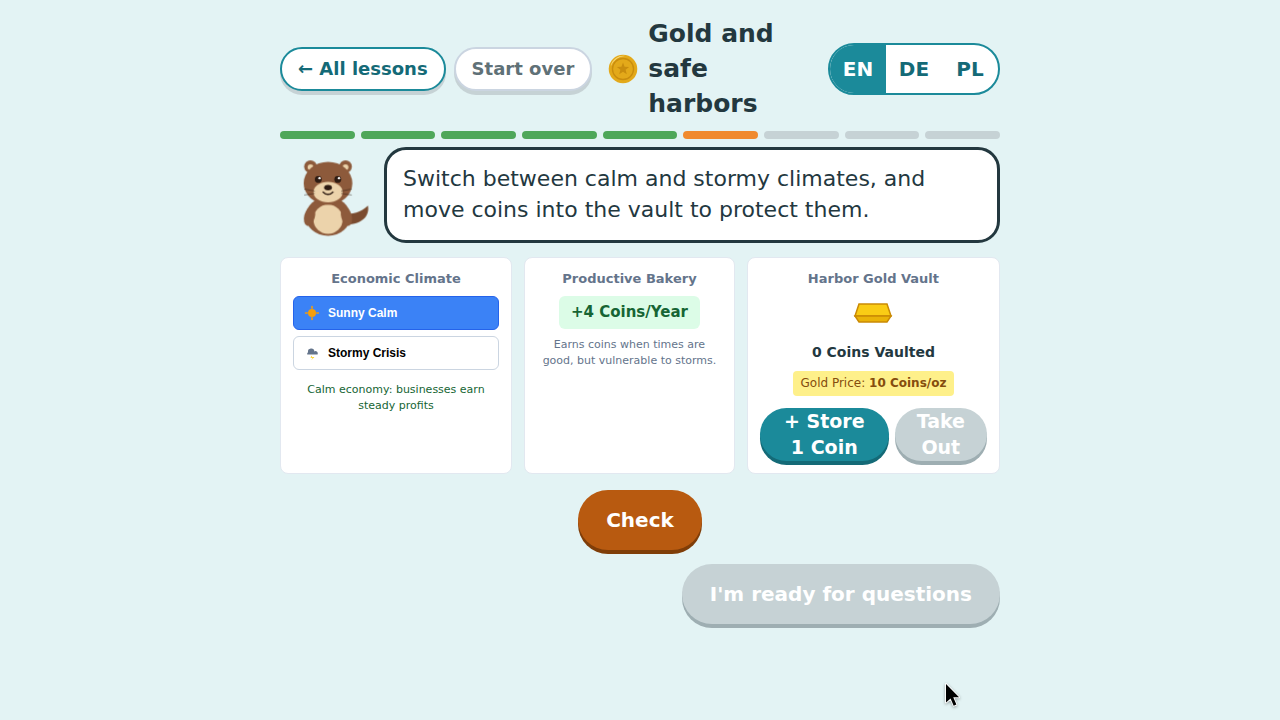 ← All lessons
Start over
Gold and
safe
harbors
EN
DE
PL
Switch between calm and stormy climates, and
move coins into the vault to protect them.
Economic Climate
Sunny Calm
Stormy Crisis
Calm economy: businesses earn
steady profits
Productive Bakery
+4 Coins/Year
Earns coins when times are
good, but vulnerable to storms.
Harbor Gold Vault
0 Coins Vaulted
Gold Price: 10 Coins/oz
+ Store
1 Coin
Take
Out
Check
I'm ready for questions